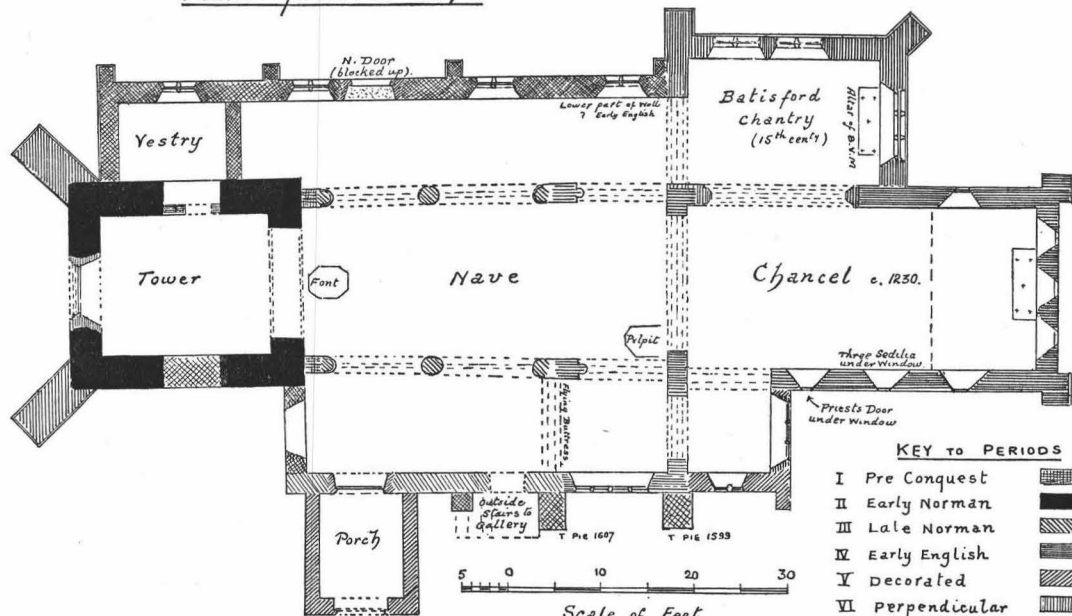 N. Door
(blocked up).
Lower part of wall
? Early English
Batisford
chantry
(15th centy)
Altar of B.V.M
Vestry
Tower
Font
Nave
Chancel c. 1230.
Pulpit
Three Sedilia
under Window.
Priests Door
under Window
Flying Buttress
Outside
Stairs to
Gallery
Porch
T PIE 1607
T PIE 1599
5 0 10 20 30
Scale of Feet
KEY TO PERIODS
I Pre Conquest
II Early Norman
III Late Norman
IV Early English
V Decorated
VI Perpendicular